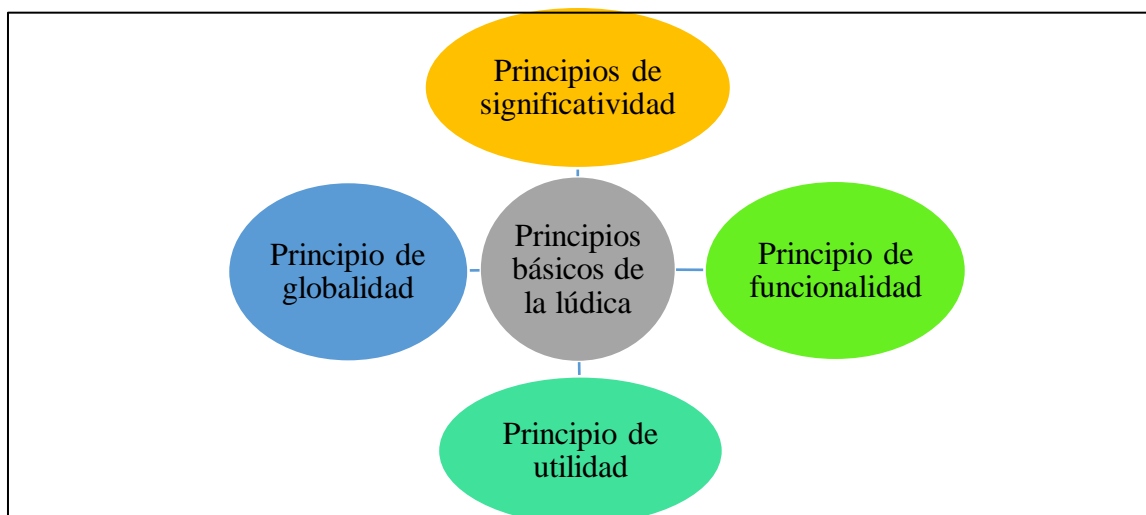 Principios de
significatividad
Principio de
globalidad
Principios
básicos de
la lúdica
Principio de
funcionalidad
Principio de
utilidad